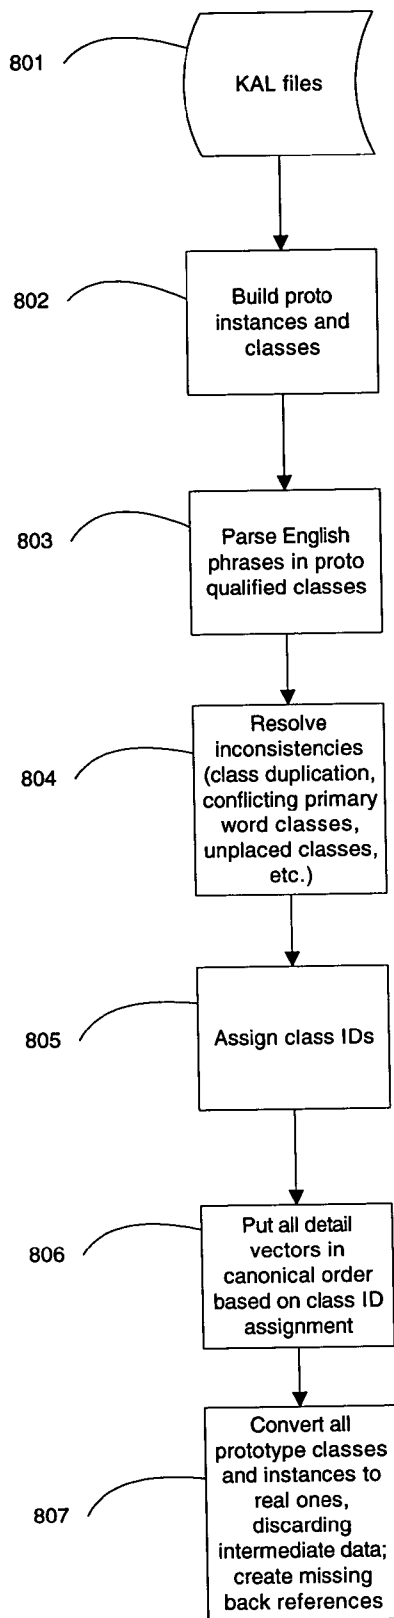 801
KAL files
802
Build proto
instances and
classes
803
Parse English
phrases in proto
qualified classes
804
Resolve
inconsistencies
(class duplication,
conflicting primary
word classes,
unplaced classes,
etc.)
805
Assign class IDs
806
Put all detail
vectors in
canonical order
based on class ID
assignment
807
Convert all
prototype classes
and instances to
real ones,
discarding
intermediate data;
create missing
back references